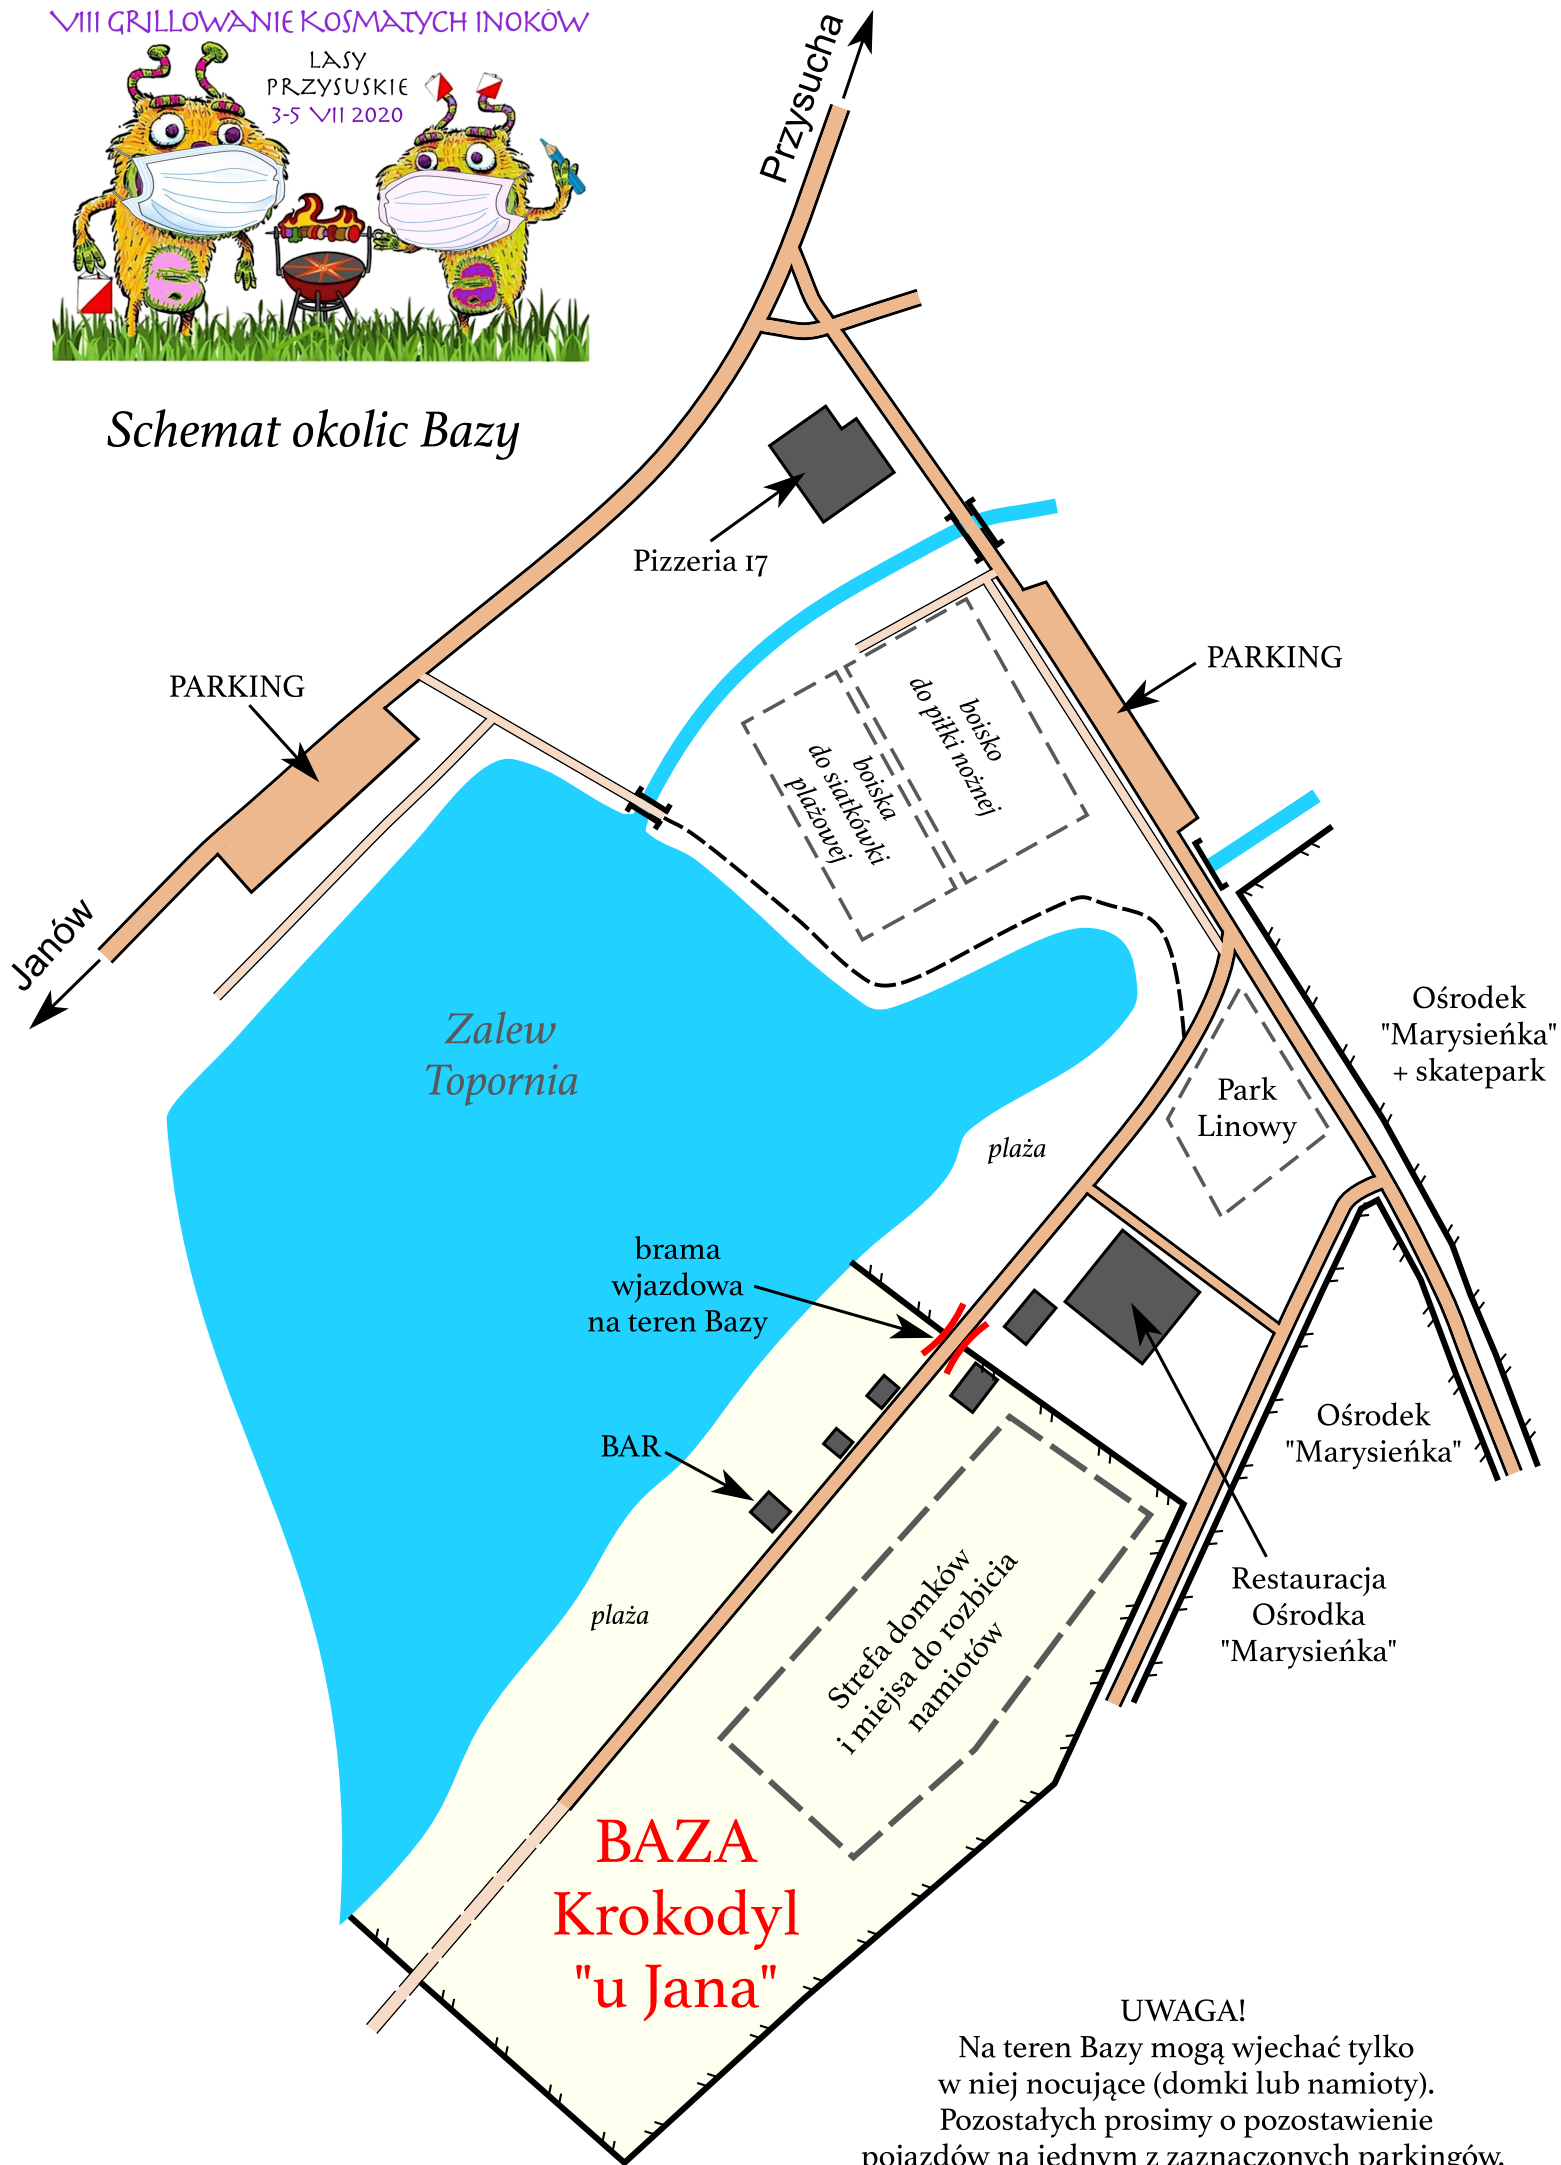 VIII GRILLOWANIE KOSMATYCH INOKÓW
LASY
PRZYSUSKIE
3-5 VII 2020
Schemat okolic Bazy
Przysucha
Pizzeria 17
PARKING
PARKING
boisko
do piłki nożnej
boiska
do siatkówki
plażowej
Janów
Zalew
Topornia
Ośrodek
"Marysieńka"
+ skatepark
Park
Linowy
plaża
brama
wjazdowa
na teren Bazy
BAR
Ośrodek
"Marysieńka"
plaża
Strefa domków
i miejsa do rozbicia
namiotów
Restauracja
Ośrodka
"Marysieńka"
BAZA
Krokodyl
"u Jana"
UWAGA!
Na teren Bazy mogą wjechać tylko
w niej nocujące (domki lub namioty).
Pozostałych prosimy o pozostawienie
pojazdów na jednym z zaznaczonych parkingów.